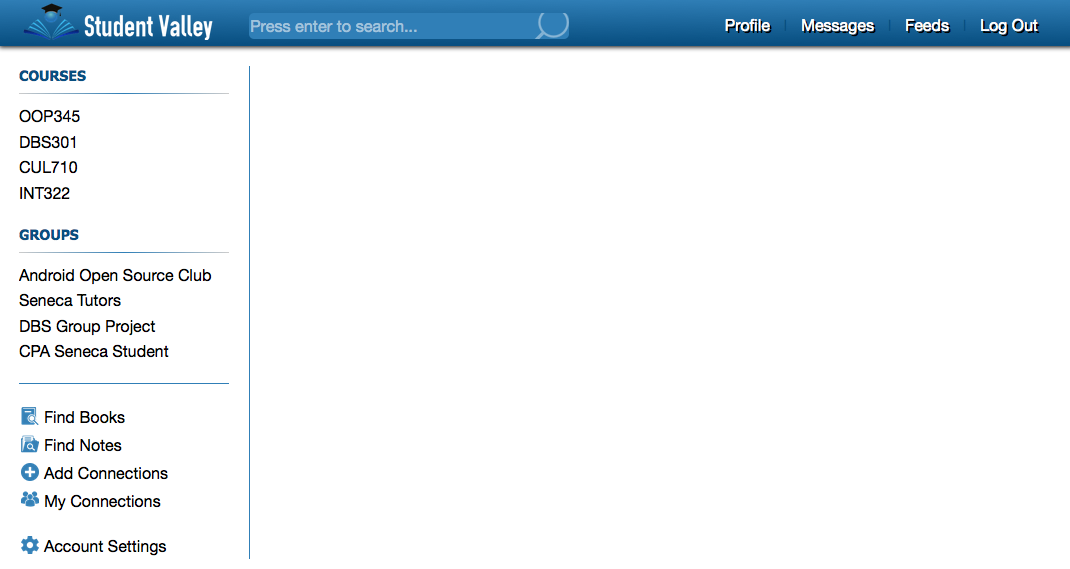 Student Valley
Press enter to search...
Profile
Messages
Feeds
Log Out
COURSES
OOP345
DBS301
CUL710
INT322
GROUPS
Android Open Source Club
Seneca Tutors
DBS Group Project
CPA Seneca Student
Find Books
Find Notes
Add Connections
My Connections
Account Settings